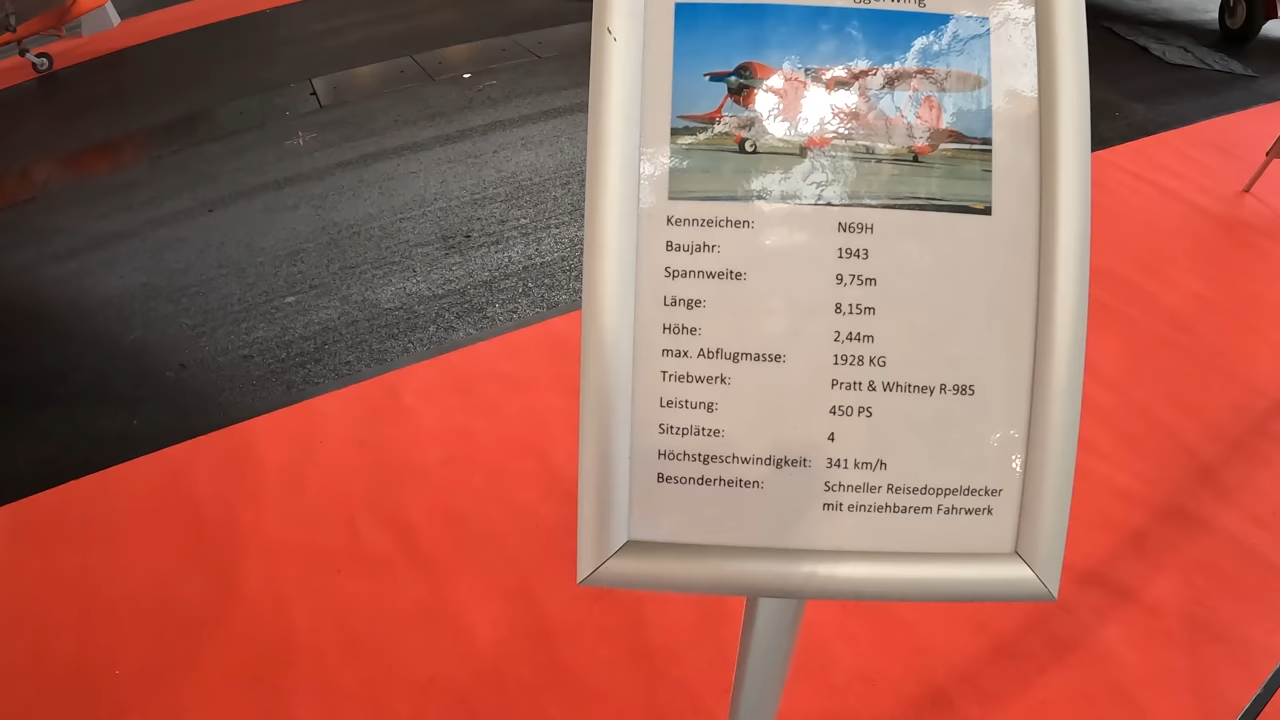 Kennzeichen: N69H
Baujahr: 1943
Spannweite: 9,75m
Länge: 8,15m
Höhe: 2,44m
max. Abflugmasse: 1928 KG
Triebwerk: Pratt & Whitney R-985
Leistung: 450 PS
Sitzplätze: 4
Höchstgeschwindigkeit: 341 km/h
Besonderheiten: Schneller Reisedoppeldecker
mit einziehbarem Fahrwerk